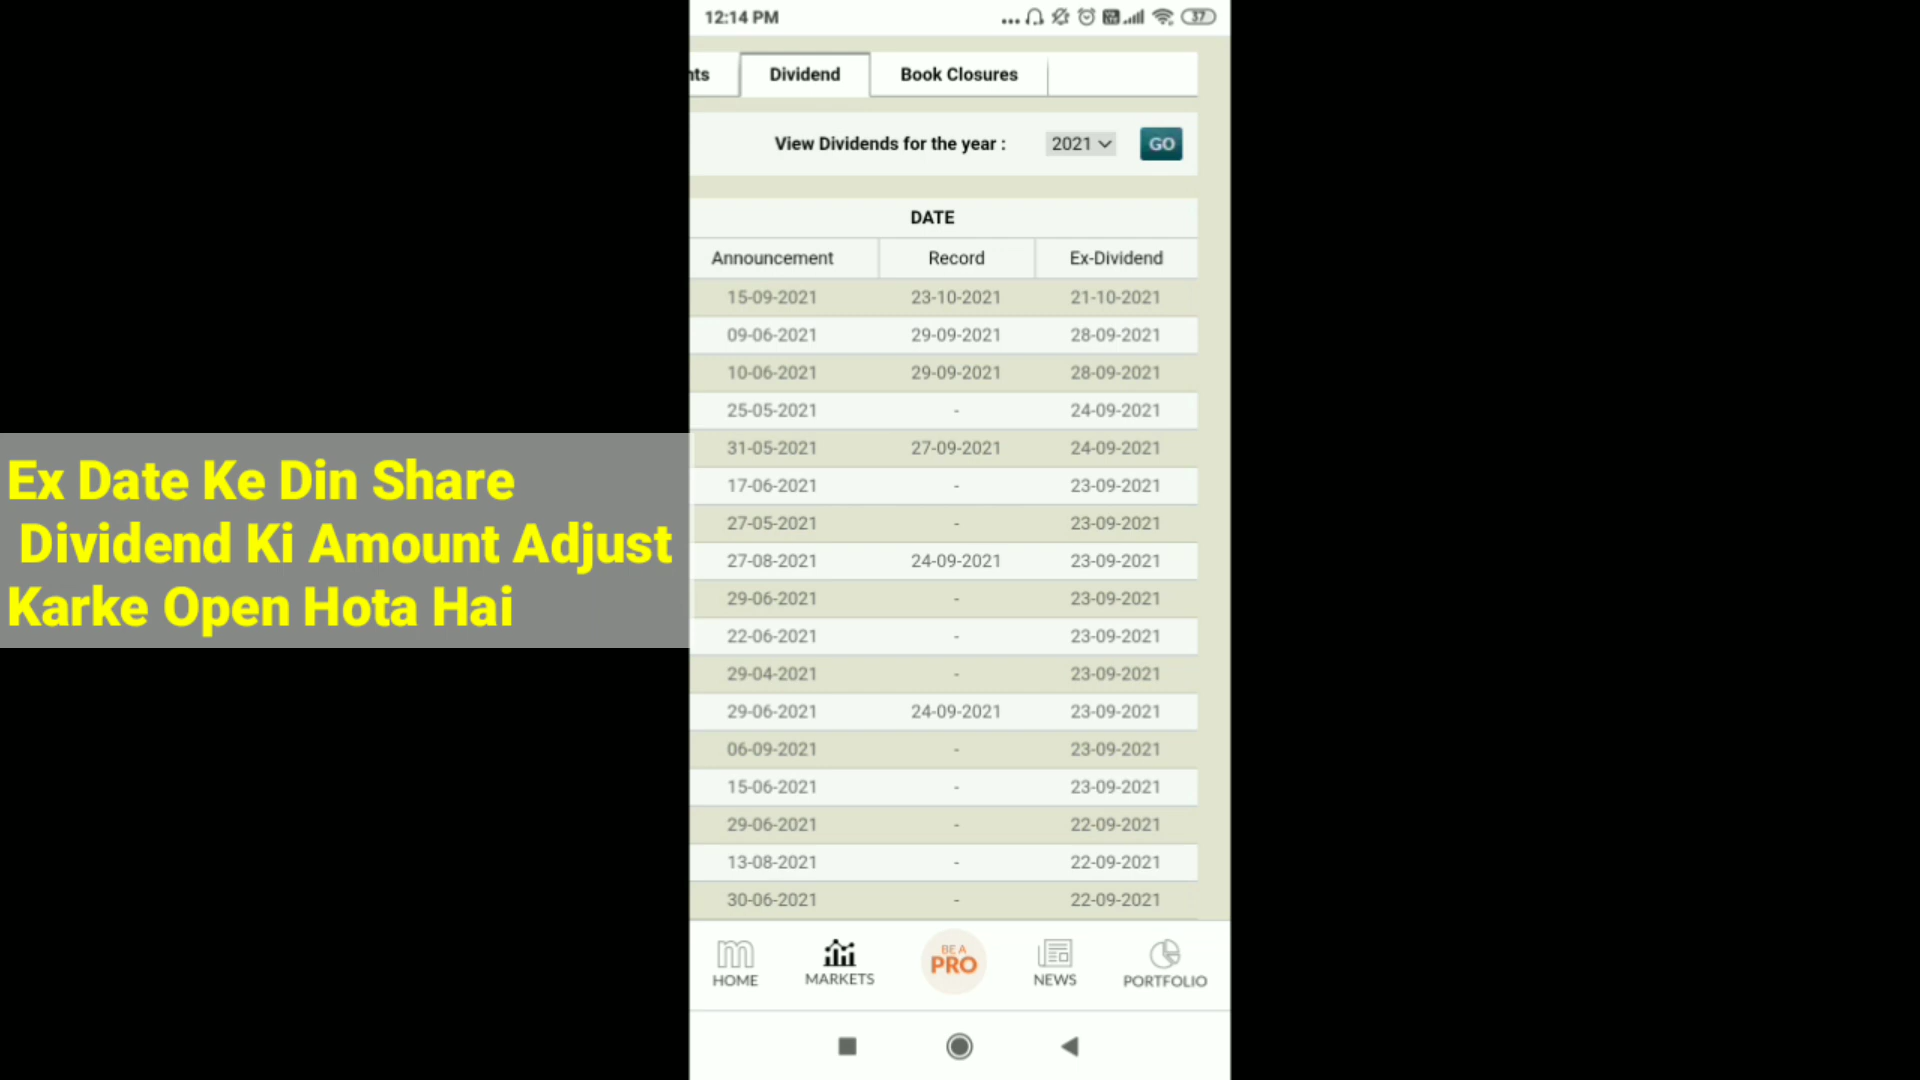 12:14 PM
37
nts Dividend Book Closures
View Dividends for the year : 2021 GO
DATE
Announcement Record Ex-Dividend
15-09-2021 23-10-2021 21-10-2021
09-06-2021 29-09-2021 28-09-2021
10-06-2021 29-09-2021 28-09-2021
25-05-2021 - 24-09-2021
31-05-2021 27-09-2021 24-09-2021
17-06-2021 - 23-09-2021
27-05-2021 - 23-09-2021
27-08-2021 24-09-2021 23-09-2021
29-06-2021 - 23-09-2021
22-06-2021 - 23-09-2021
29-04-2021 - 23-09-2021
29-06-2021 24-09-2021 23-09-2021
06-09-2021 - 23-09-2021
15-06-2021 - 23-09-2021
29-06-2021 - 22-09-2021
13-08-2021 - 22-09-2021
30-06-2021 - 22-09-2021
Ex Date Ke Din Share
Dividend Ki Amount Adjust
Karke Open Hota Hai
m
HOME
MARKETS
BE A
PRO
NEWS
PORTFOLIO